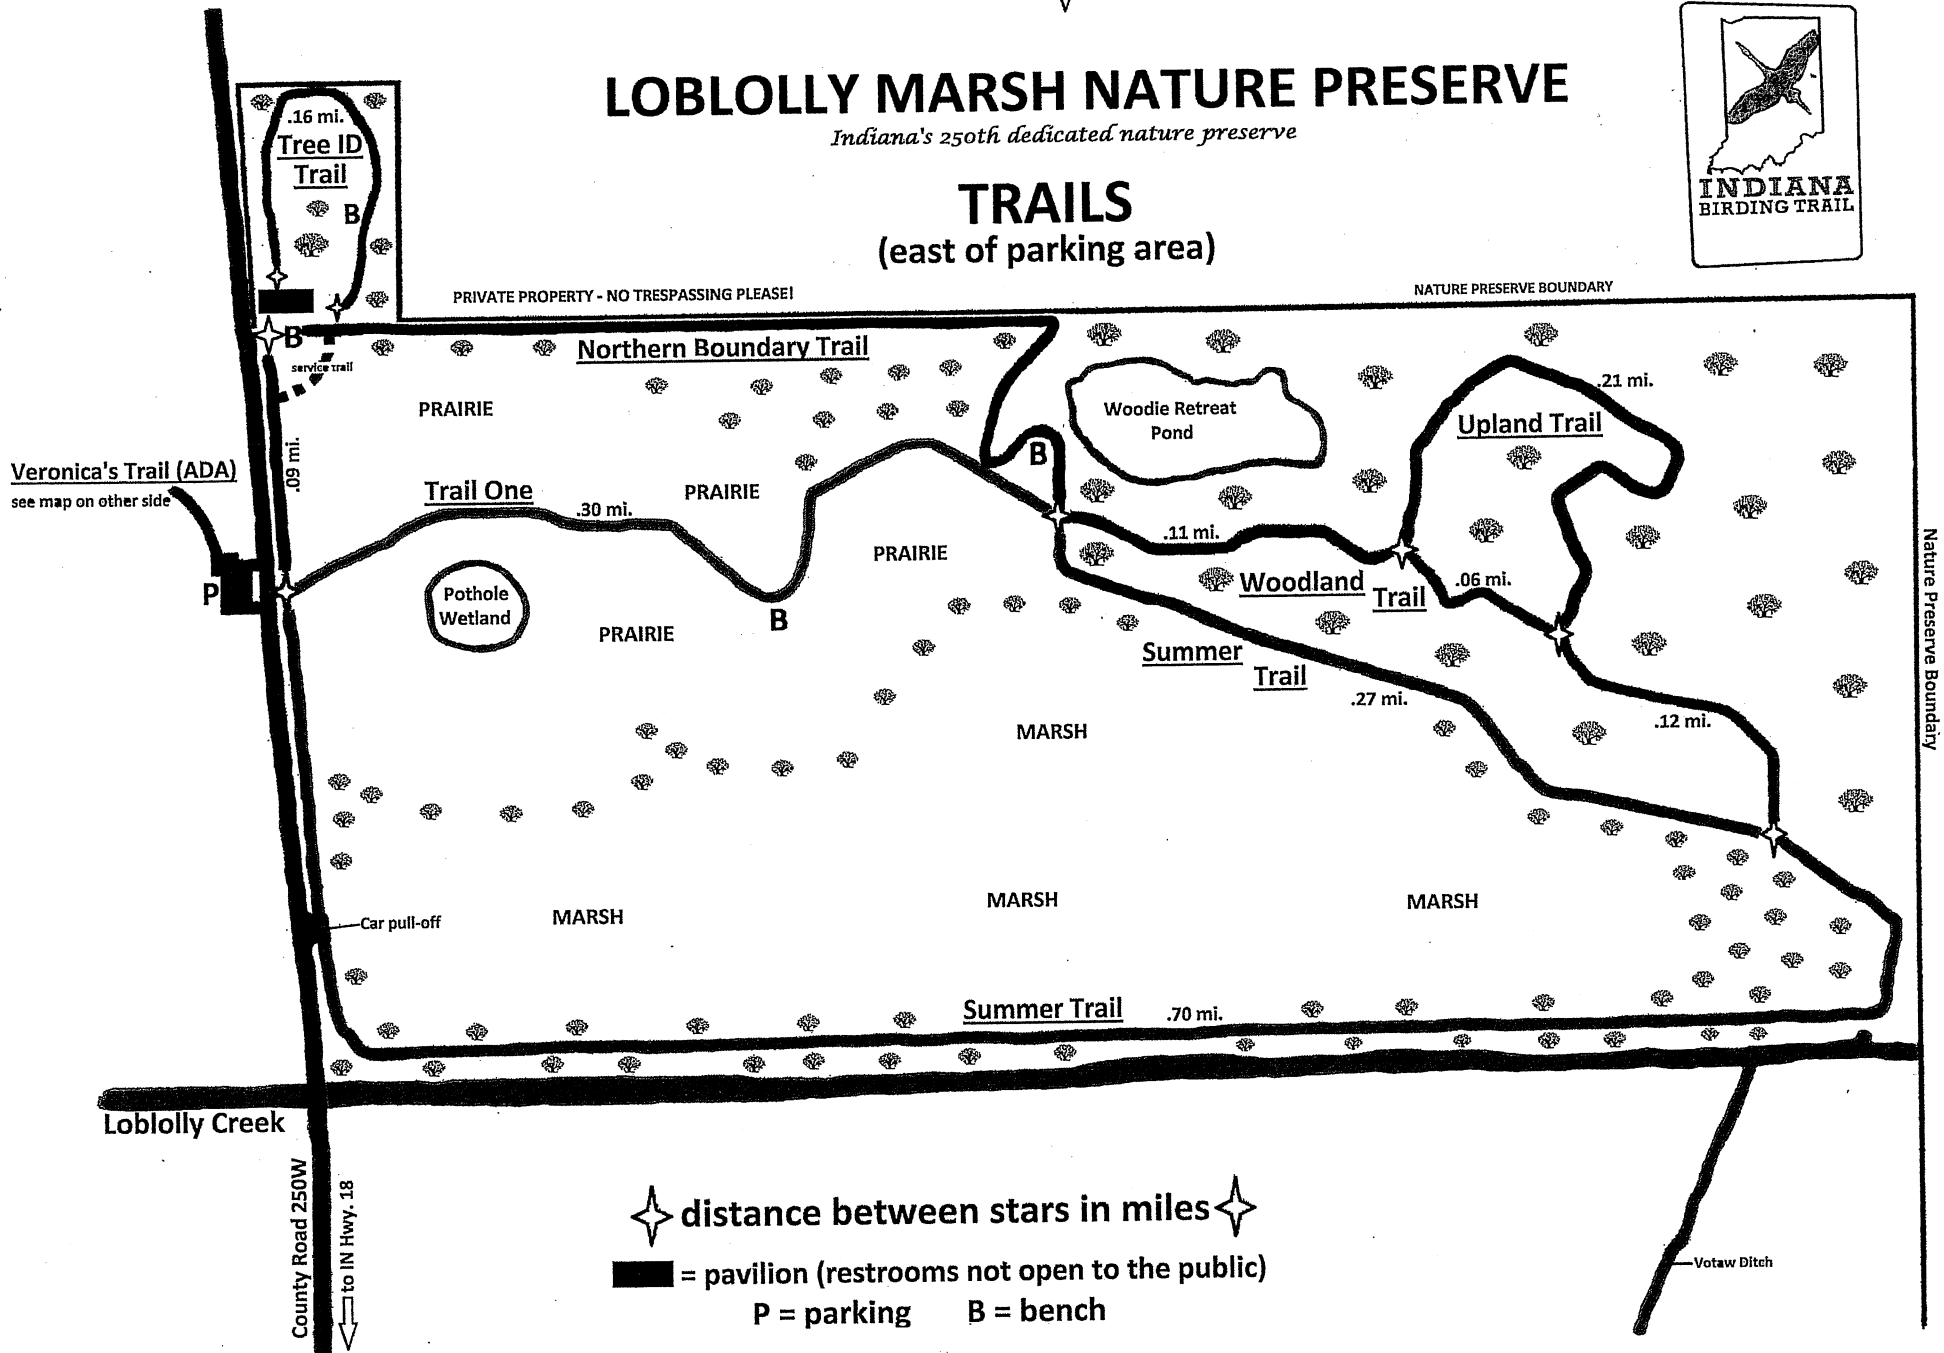 LOBLOLLY MARSH NATURE PRESERVE
Indiana's 250th dedicated nature preserve
TRAILS
(east of parking area)
INDIANA
BIRDING TRAIL
.16 mi.
Tree ID
Trail
B
PRIVATE PROPERTY - NO TRESPASSING PLEASE!
NATURE PRESERVE BOUNDARY
B
Northern Boundary Trail
service trail
.21 mi.
PRAIRIE
Woodie Retreat
Pond
Upland Trail
.09 mi.
B
Veronica's Trail (ADA)
see map on other side
Trail One
PRAIRIE
.30 mi.
.11 mi.
PRAIRIE
Nature Preserve Boundary
P
Pothole
Wetland
Woodland
Trail
.06 mi.
B
PRAIRIE
Summer
Trail
.27 mi.
.12 mi.
MARSH
MARSH
MARSH
MARSH
Car pull-off
Summer Trail
.70 mi.
Loblolly Creek
County Road 250W
to IN Hwy. 18
distance between stars in miles
= pavilion (restrooms not open to the public)
P = parking B = bench
Votaw Ditch